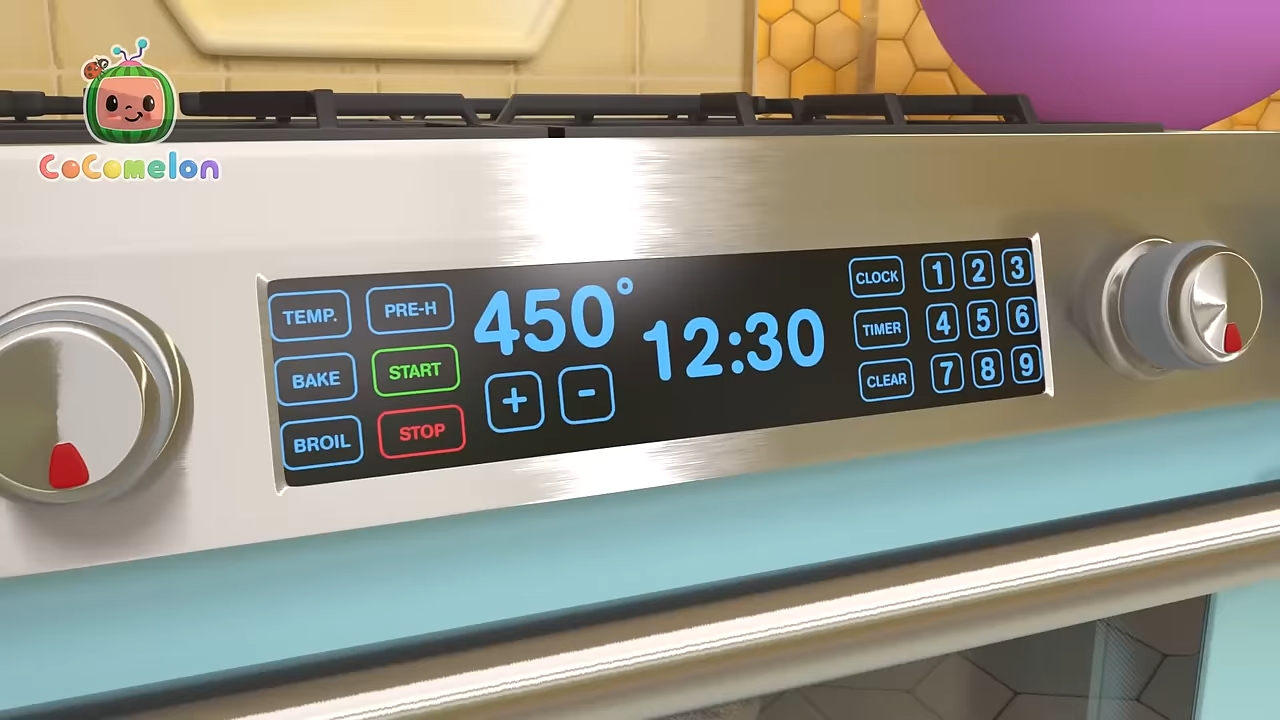 CoComelon
TEMP. PRE-H 450° 12:30 CLOCK 1 2 3
BAKE START + - TIMER 4 5 6
BROIL STOP CLEAR 7 8 9